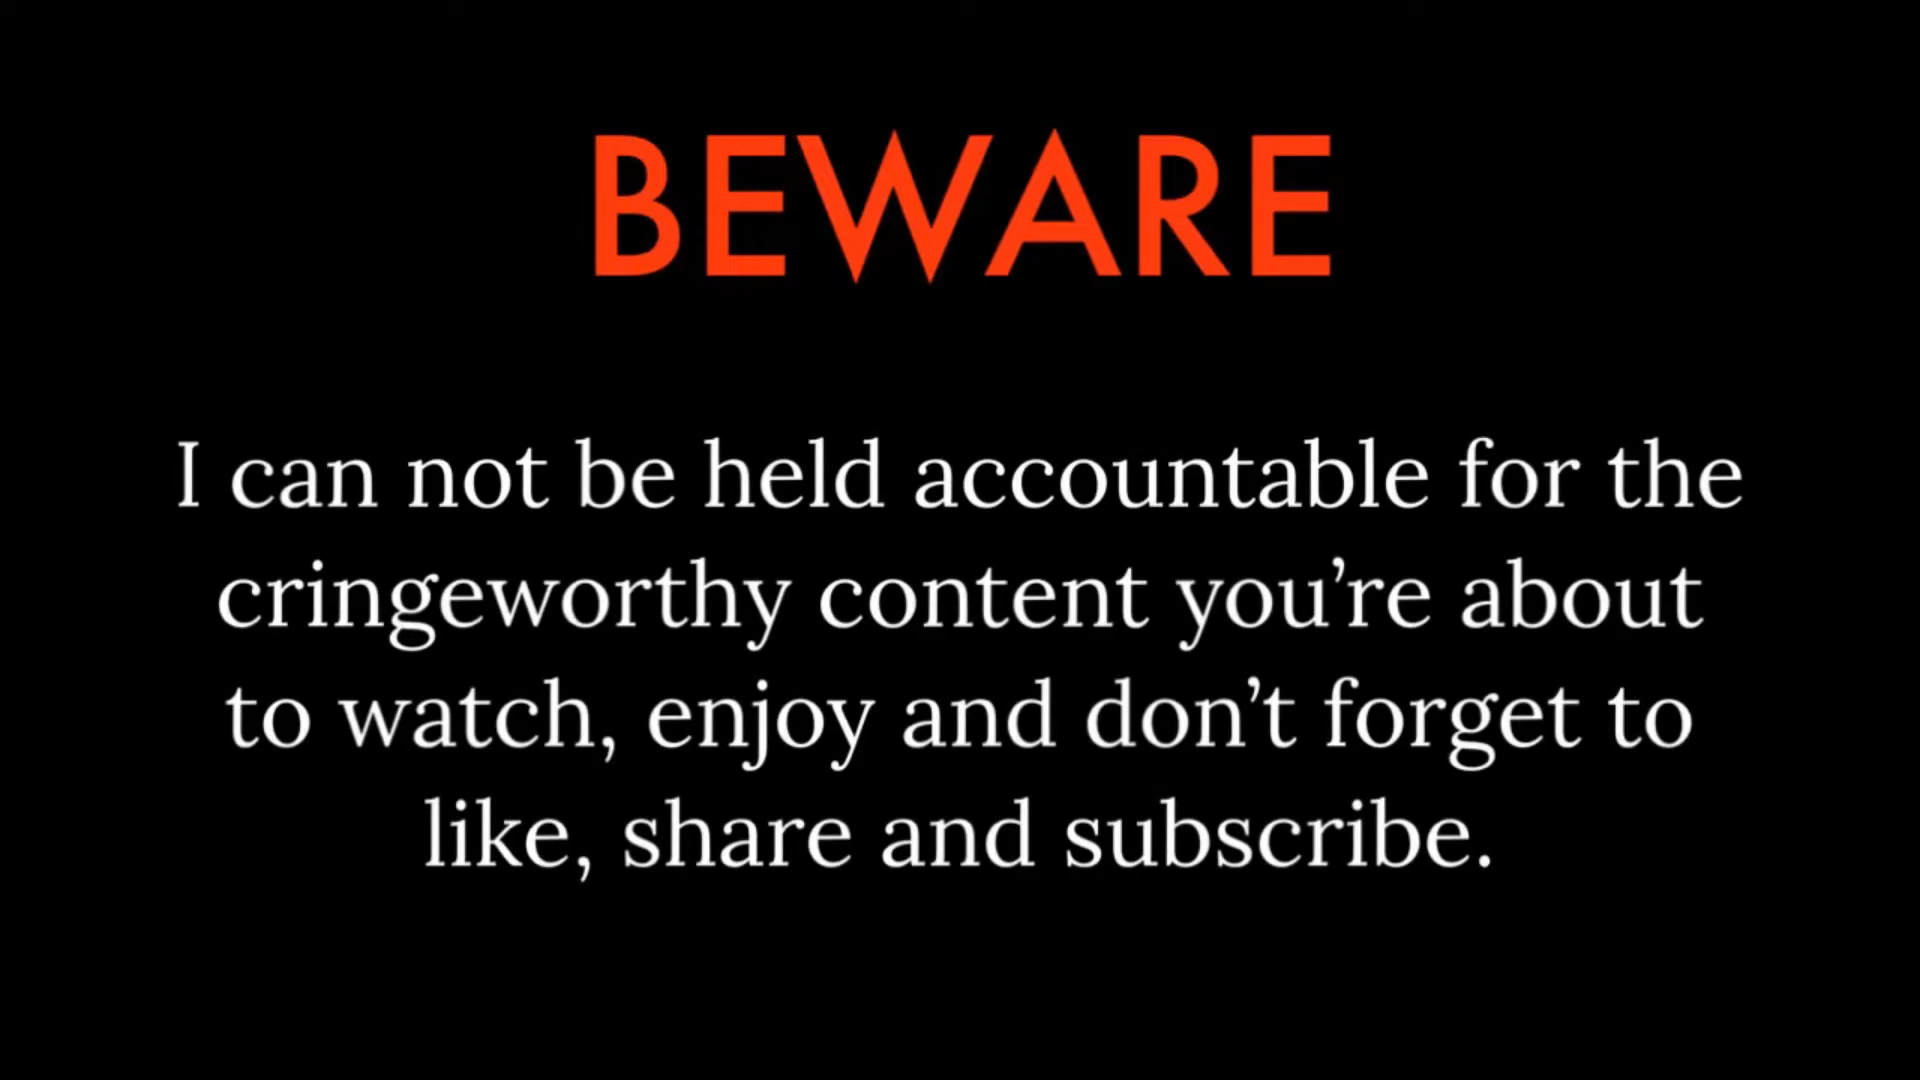 BEWARE
I can not be held accountable for the
cringeworthy content you’re about
to watch, enjoy and don’t forget to
like, share and subscribe.